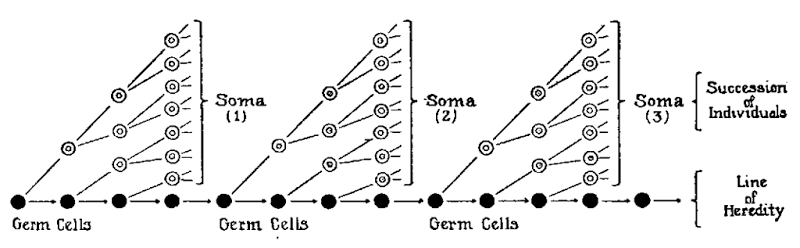 Soma
(1)
Soma
(2)
Soma
(3)
Succession
of
Individuals
Line
of
Heredity
Germ Cells
Germ Cells
Germ Cells